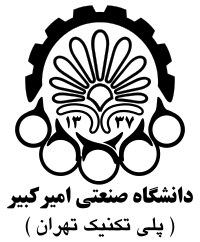 ۱۳ ۳۷
دانشگاه صنعتی امیرکبیر
( پلی تکنیک تهران )